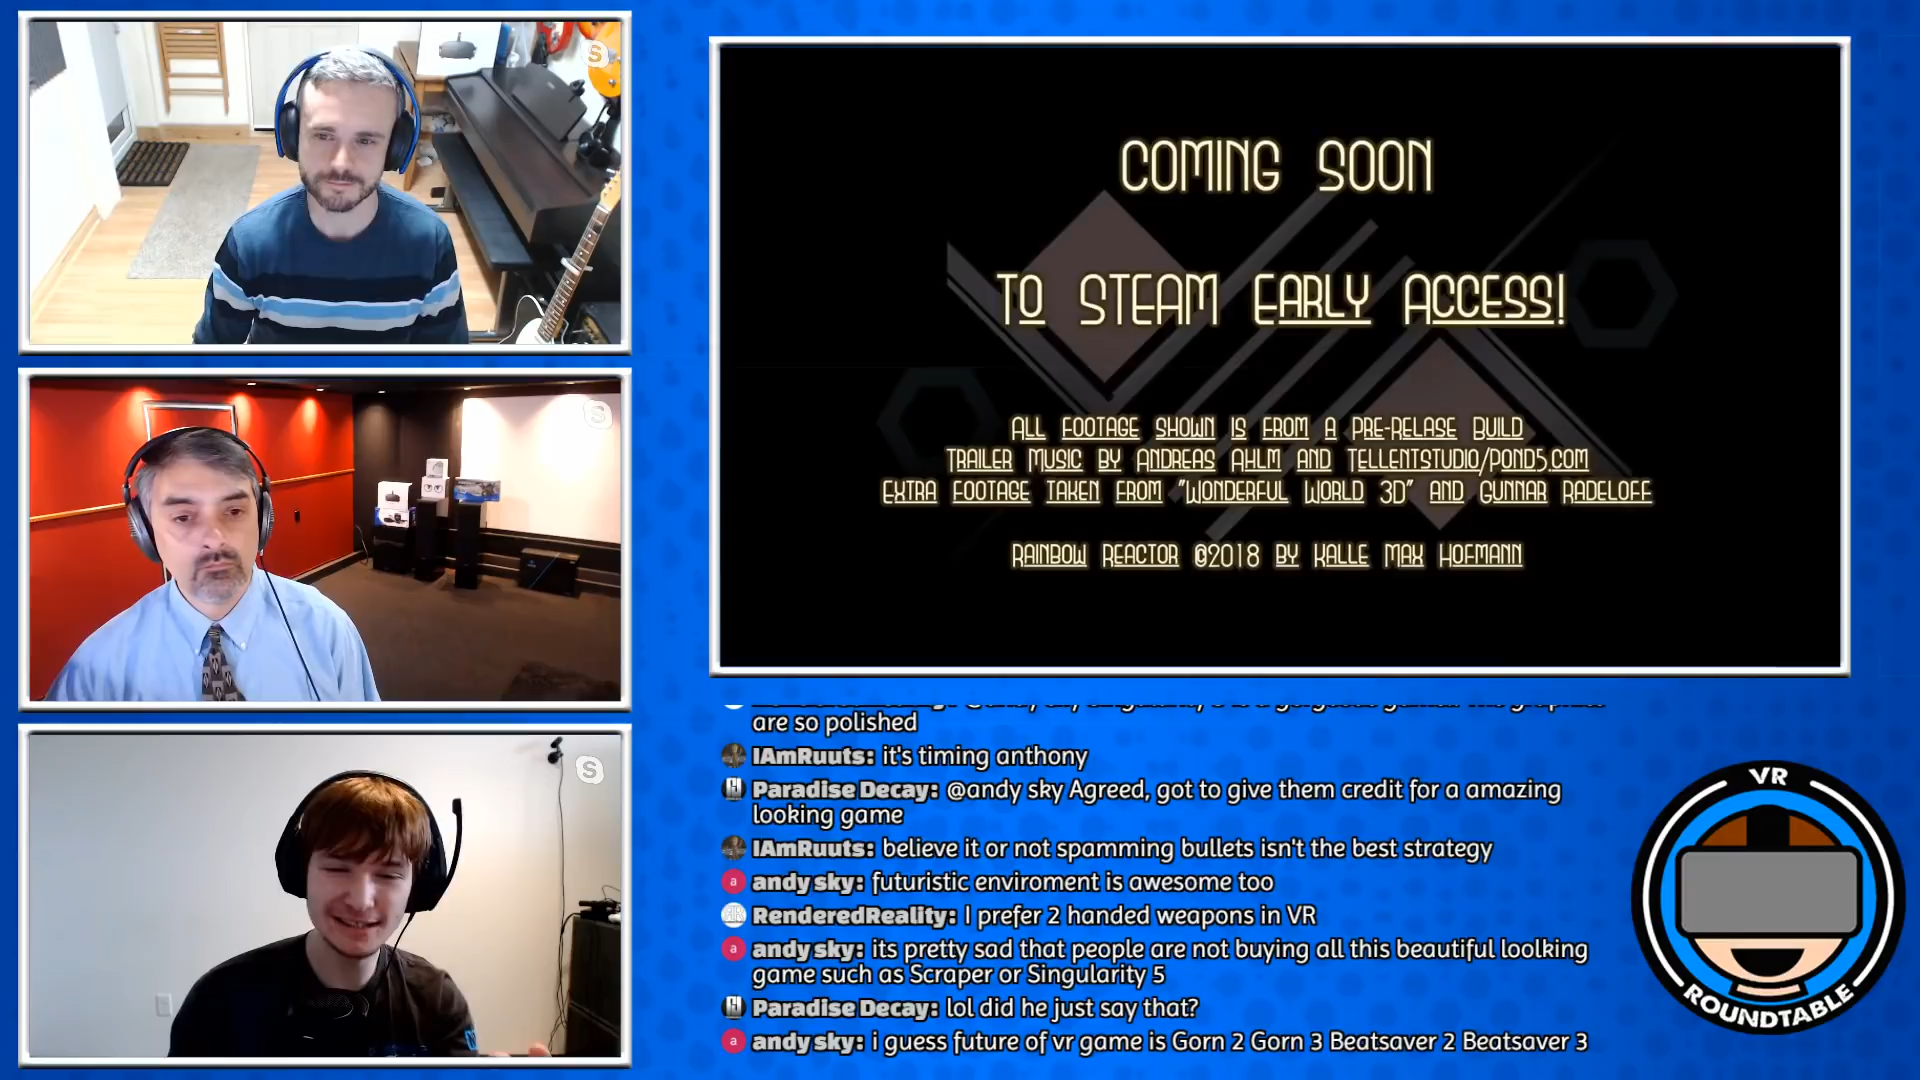 COMING SOON
TO STEAM EARLY ACCESS!
ALL FOOTAGE SHOWN IS FROM A PRE-RELASE BUILD
TRAILER MUSIC BY ANDREAS AHLM AND TELLENTSTUDIO/POND5.COM
EXTRA FOOTAGE TAKEN FROM "WONDERFUL WORLD 3D" AND GUNNAR RADELOFF
RAINBOW REACTOR ©2018 BY KALLE MAX HOFMANN
are so polished
IAmRuuts: it's timing anthony
Paradise Decay: @andy sky Agreed, got to give them credit for a amazing
looking game
IAmRuuts: believe it or not spamming bullets isn't the best strategy
a andy sky: futuristic enviroment is awesome too
RenderedReality: I prefer 2 handed weapons in VR
a andy sky: its pretty sad that people are not buying all this beautiful loolking
game such as Scraper or Singularity 5
Paradise Decay: lol did he just say that?
a andy sky: i guess future of vr game is Gorn 2 Gorn 3 Beatsaver 2 Beatsaver 3
VR
ROUNDTABLE
S
S
S